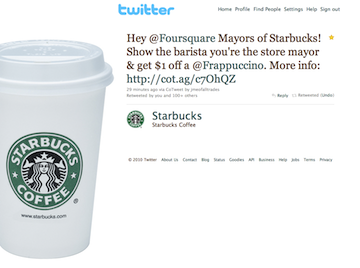 twitter
Home Profile Find People Settings Help Sign out
Hey @Foursquare Mayors of Starbucks!
Show the barista you're the store mayor
& get $1 off a @Frappuccino. More info:
http://cot.ag/c7OhQZ
29 minutes ago via CoTweet by
Retweeted by you and 100+ others
Reply Retweeted (Undo)
Starbucks
Starbucks Coffee
© 2010 Twitter About Us Contact Blog Status Goodies API Business Help Jobs Terms Privacy
STARBUCKS
COFFEE
www.starbucks.com